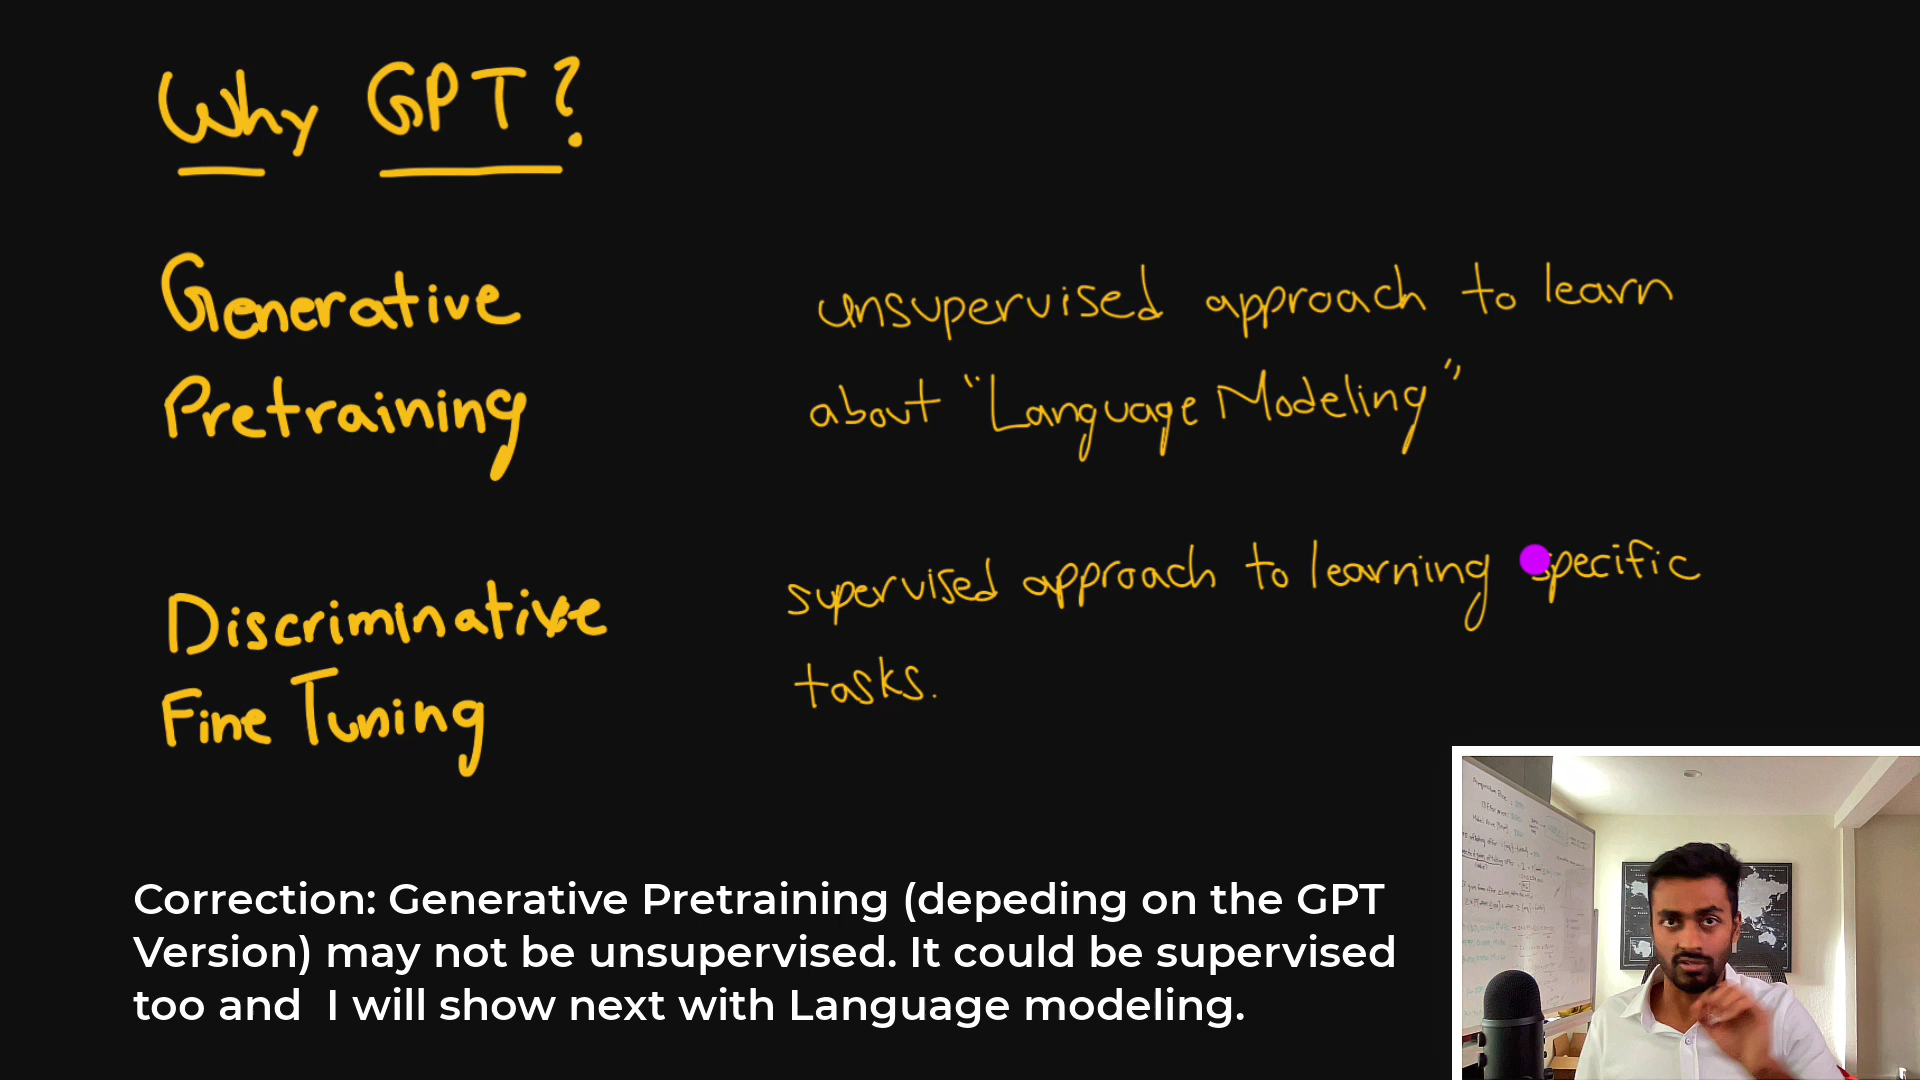 Why GPT?
Generative
Pretraining
unsupervised approach to learn
about "Language Modeling"
Discriminative
Fine Tuning
supervised approach to learning specific
tasks.
Correction: Generative Pretraining (depeding on the GPT
Version) may not be unsupervised. It could be supervised
too and I will show next with Language modeling.